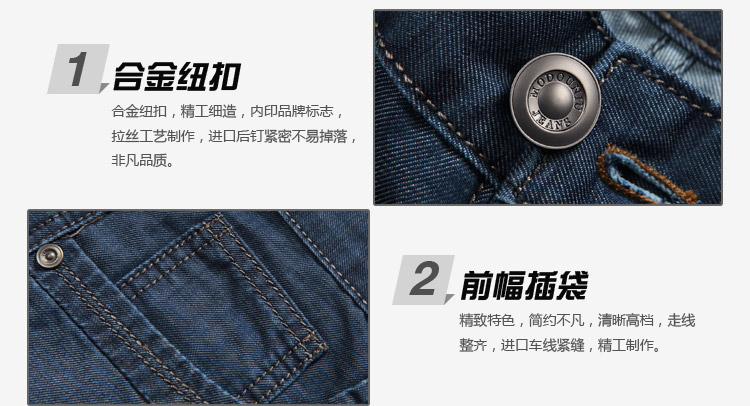 1 合金纽扣
合金纽扣，精工细造，内印品牌标志，
拉丝工艺制作，进口后钉紧密不易掉落，
非凡品质。
MODOUNIU
JEANS
2 前幅插袋
精致特色，简约不凡，清晰高档，走线
整齐，进口车线紧缝，精工制作。